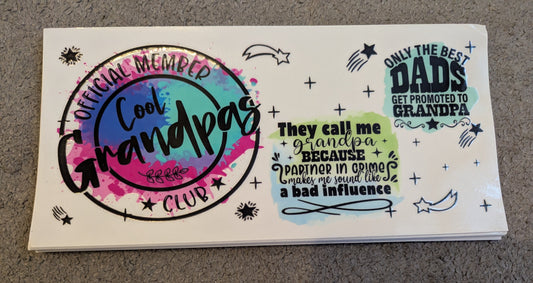 OFFICIAL MEMBER
Cool
Grandpas
CLUB
They call me
grandpa
BECAUSE
PARTNER IN CRIME
makes me sound like
a bad influence
ONLY THE BEST
DADS
GET PROMOTED TO
GRANDPA